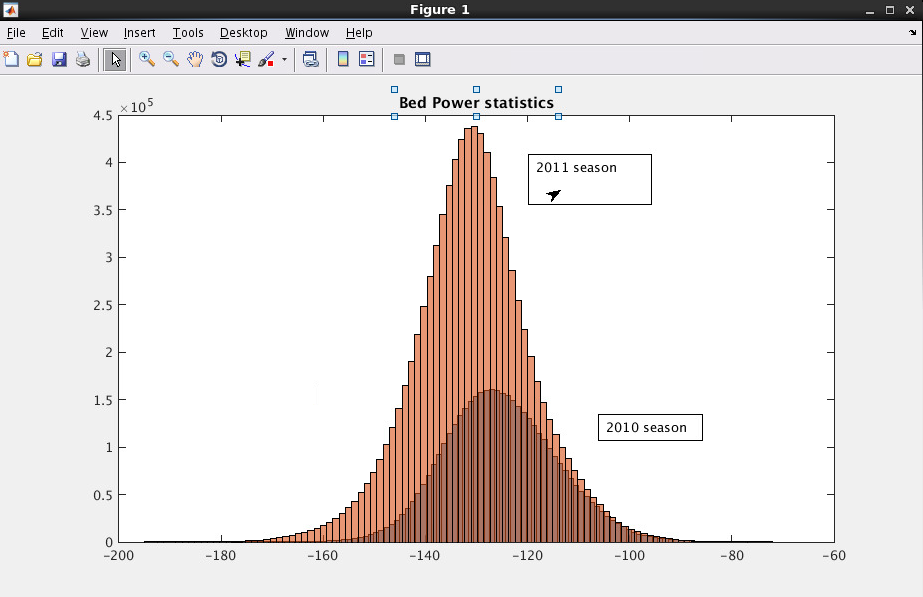 Figure 1
File Edit View Insert Tools Desktop Window Help
Bed Power statistics
×10^5
4.5
4
3.5
3
2.5
2
1.5
1
0.5
0
2011 season
2010 season
-200 -180 -160 -140 -120 -100 -80 -60